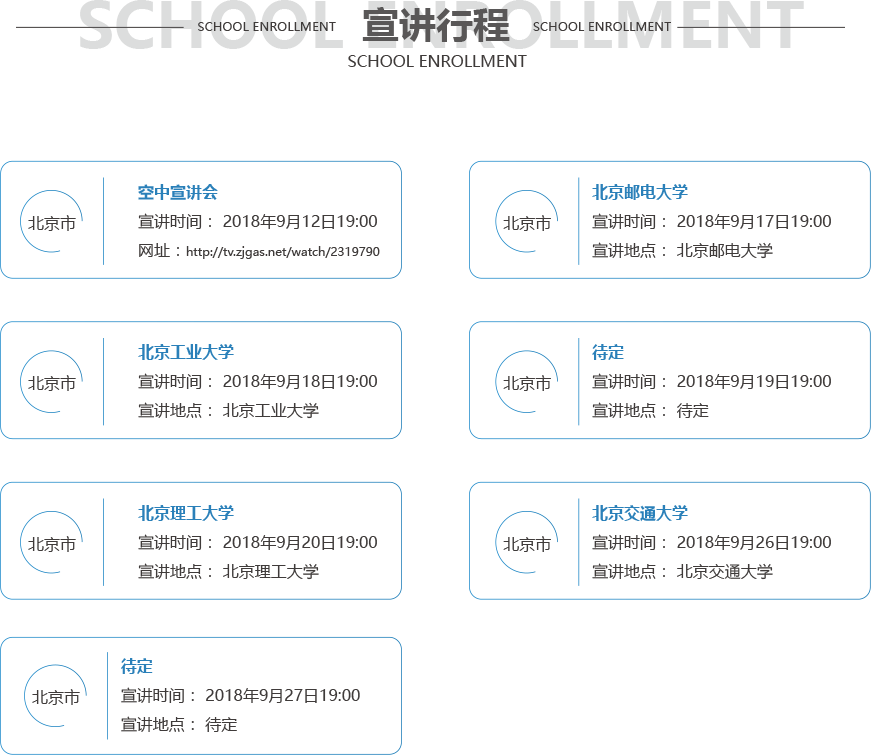 SCHOOL ENROLLMENT
SCHOOL ENROLLMENT 宣讲行程 SCHOOL ENROLLMENT
SCHOOL ENROLLMENT
北京市
空中宣讲会
宣讲时间： 2018年9月12日19:00
网址：http://tv.zjgas.net/watch/2319790
北京市
北京邮电大学
宣讲时间： 2018年9月17日19:00
宣讲地点： 北京邮电大学
北京市
北京工业大学
宣讲时间： 2018年9月18日19:00
宣讲地点： 北京工业大学
北京市
待定
宣讲时间： 2018年9月19日19:00
宣讲地点： 待定
北京市
北京理工大学
宣讲时间： 2018年9月20日19:00
宣讲地点： 北京理工大学
北京市
北京交通大学
宣讲时间： 2018年9月26日19:00
宣讲地点： 北京交通大学
北京市
待定
宣讲时间： 2018年9月27日19:00
宣讲地点： 待定